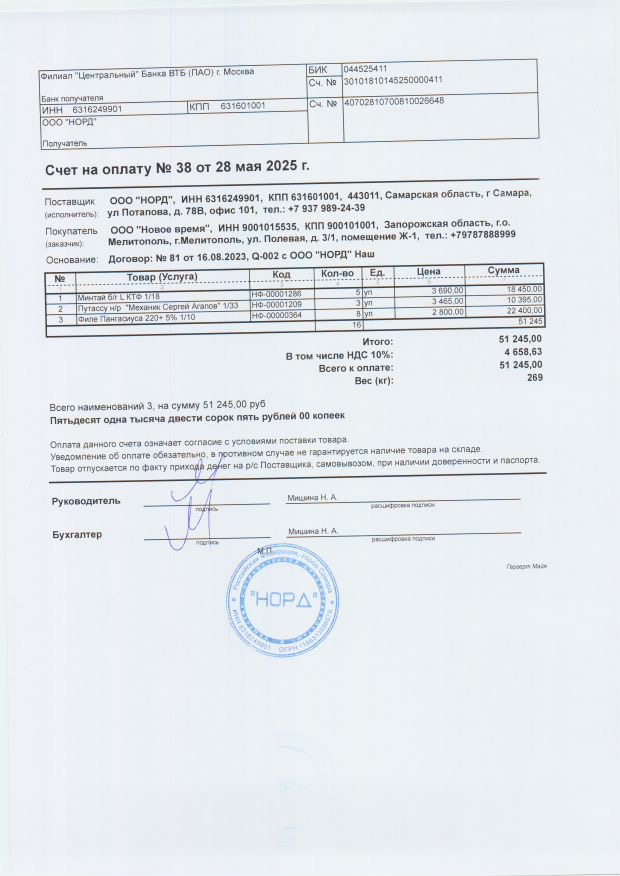 Филиал "Центральный" Банка ВТБ (ПАО) г. Москва
БИК 044525411
Сч. № 30101810145250000411
Банк получателя
ИНН 6316249901 КПП 631601001 Сч. № 40702810700810026648
ООО "НОРД"
Получатель
Счет на оплату № 38 от 28 мая 2025 г.
Поставщик ООО "НОРД", ИНН 6316249901, КПП 631601001, 443011, Самарская область, г Самара,
(исполнитель): ул Потапова, д. 78В, офис 101, тел.: +7 937 989-24-39
Покупатель ООО "Новое время", ИНН 9001015535, КПП 900101001, Запорожская область, г.о.
(заказчик): Мелитополь, г.Мелитополь, ул. Полевая, д. 3/1, помещение Ж-1, тел.: +79787888999
Основание: Договор: № 81 от 16.08.2023, Q-002 с ООО "НОРД" Наш
№ Товар (Услуга) Код Кол-во Ед. Цена Сумма
1 Минтай б/г L КТФ 1/18 НФ-00001286 5 уп 3 690,00 18 450,00
2 Путассу н/р "Механик Сергей Агапов" 1/33 НФ-00001209 3 уп 3 465,00 10 395,00
3 Филе Пангасиуса 220+ 5% 1/10 НФ-00000364 8 уп 2 800,00 22 400,00
16 51 245
Итого: 51 245,00
В том числе НДС 10%: 4 658,63
Всего к оплате: 51 245,00
Вес (кг): 269
Всего наименований 3, на сумму 51 245,00 руб
Пятьдесят одна тысяча двести сорок пять рублей 00 копеек
Оплата данного счета означает согласие с условиями поставки товара.
Уведомление об оплате обязательно, в противном случае не гарантируется наличие товара на складе.
Товар отпускается по факту прихода денег на р/с Поставщика, самовывозом, при наличии доверенности и паспорта.
Руководитель Мишина Н. А.
подпись расшифровка подписи
Бухгалтер Мишина Н. А.
подпись расшифровка подписи
М.П.
Гергерт Майя
Российская Федерация, город Самара
"НОРД"
ИНН 6316249901 ОГРН